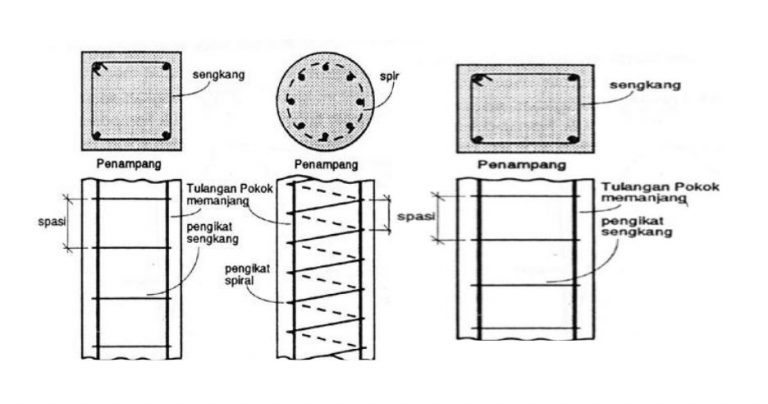 sengkang
Penampang
Tulangan Pokok
memanjang
spasi
pengikat
sengkang
spir
Penampang
pengikat
spiral
spasi
sengkang
Penampang
Tulangan Pokok
memanjang
pengikat
sengkang